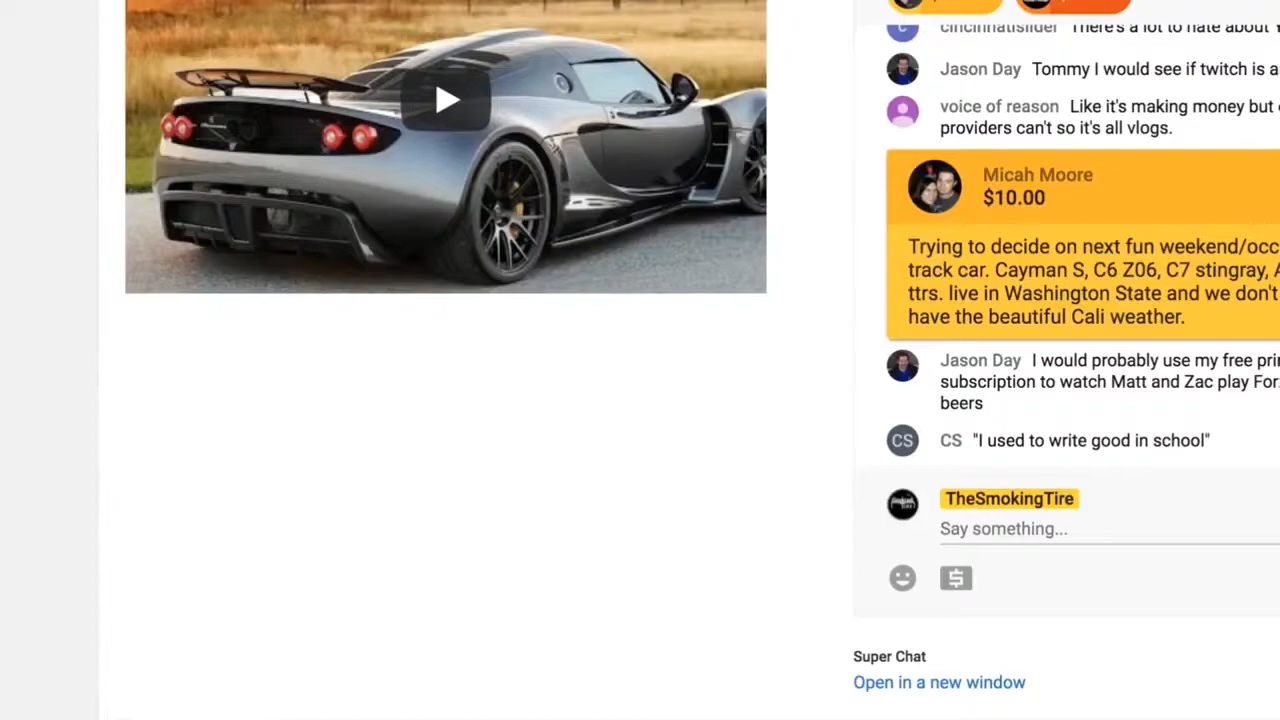 cincinnatislider There's a lot to hate about
Jason Day Tommy I would see if twitch is a
voice of reason Like it's making money but
providers can't so it's all vlogs.
Micah Moore
$10.00
Trying to decide on next fun weekend/occ
track car. Cayman S, C6 Z06, C7 stingray, A
ttrs. live in Washington State and we don't
have the beautiful Cali weather.
Jason Day I would probably use my free pri
subscription to watch Matt and Zac play For
beers
CS CS "I used to write good in school"
TheSmokingTire
Say something...
Super Chat
Open in a new window